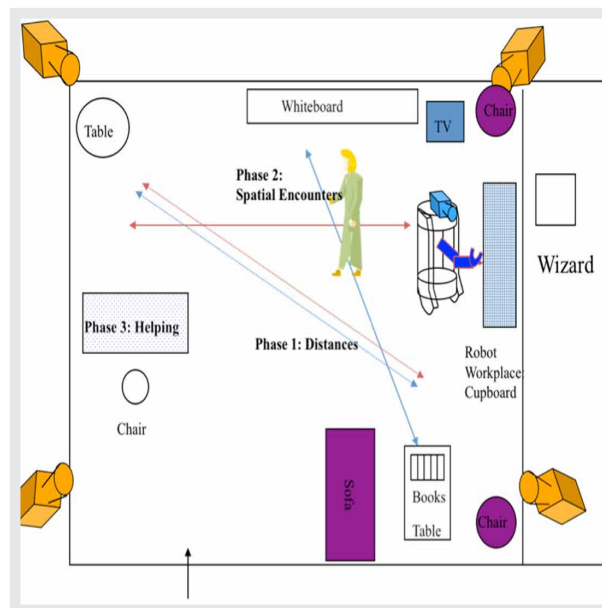 Whiteboard
TV
Chair
Table
Phase 2:
Spatial Encounters
Wizard
Phase 3: Helping
Phase 1: Distances
Robot
Workplace
Cupboard
Chair
Sofa
Books
Table
Chair